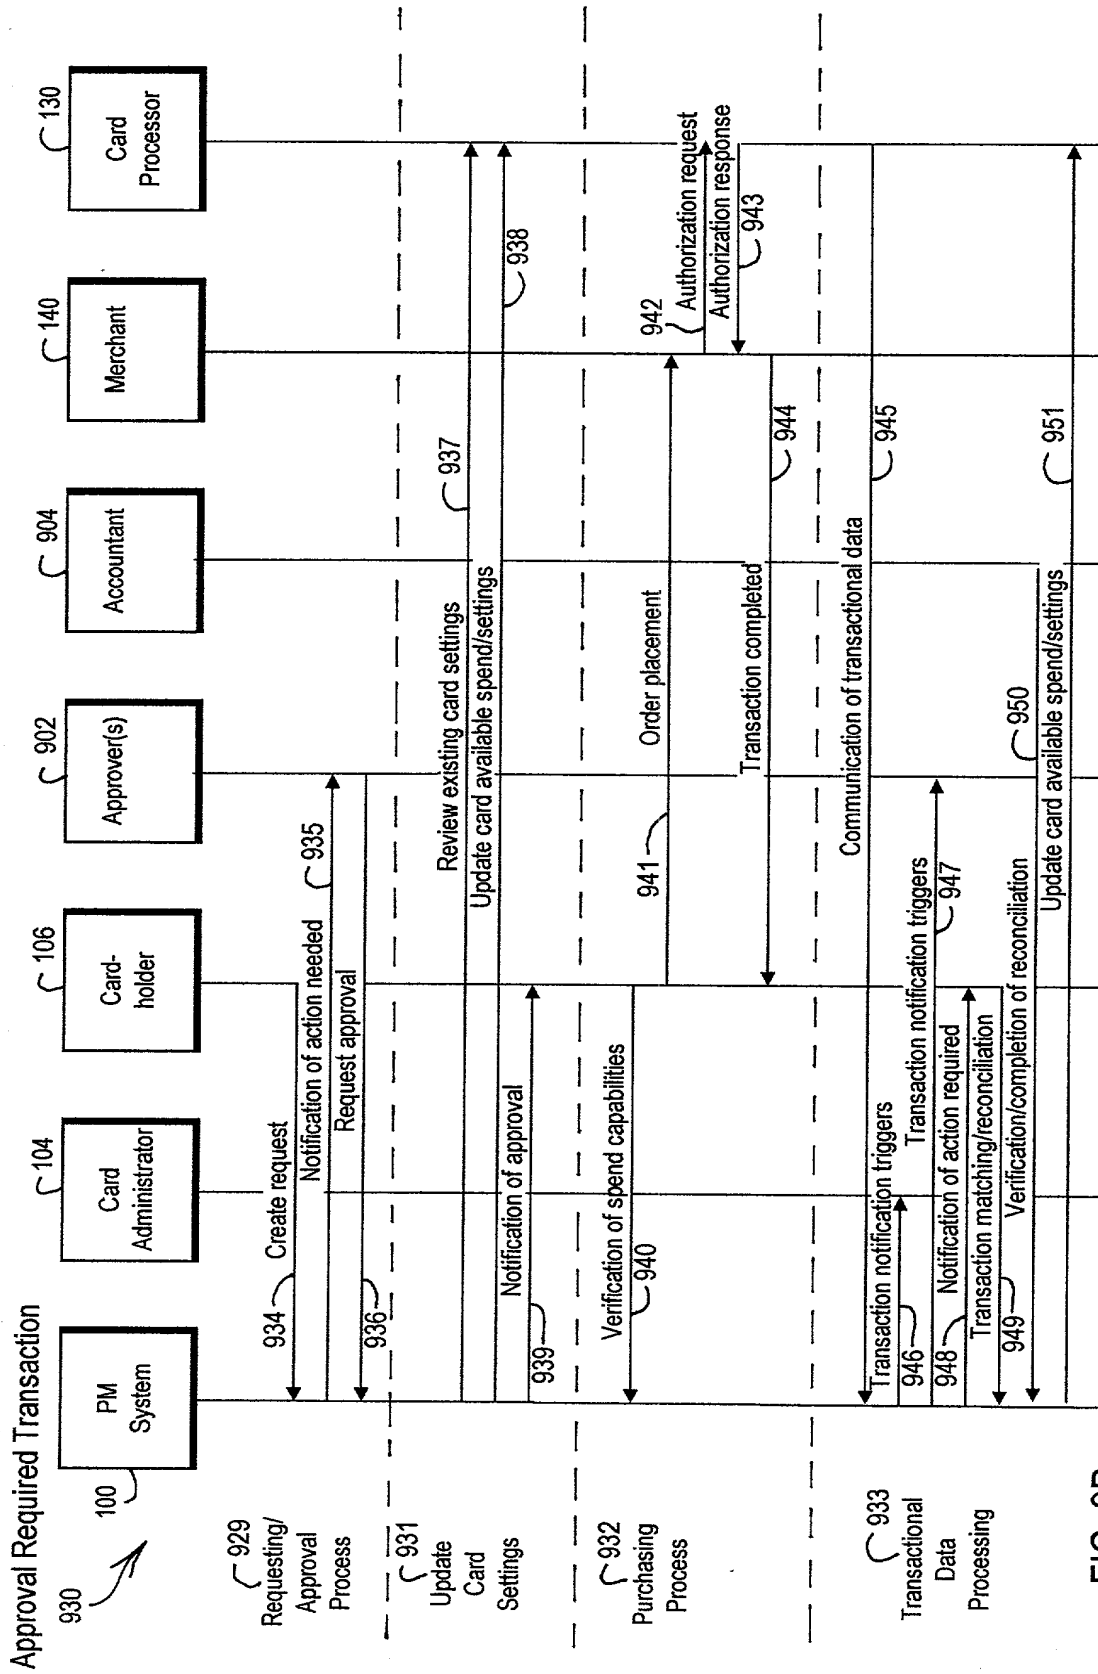 Approval Required Transaction
930
100
PM
System
104
Card
Administrator
106
Card-
holder
902
Approver(s)
904
Accountant
140
Merchant
130
Card
Processor
929
Requesting/
Approval
Process
934
Create request
Notification of action needed
935
Request approval
936
931
Update
Card
Settings
Review existing card settings
937
Update card available spend/settings
938
Notification of approval
939
932
Purchasing
Process
Verification of spend capabilities
940
Order placement
941
942
Authorization request
Authorization response
943
Transaction completed
944
933
Transactional
Data
Processing
Communication of transactional data
945
Transaction notification triggers
946
Transaction notification triggers
947
Notification of action required
948
Transaction matching/reconciliation
949
Verification/completion of reconciliation
950
Update card available spend/settings
951